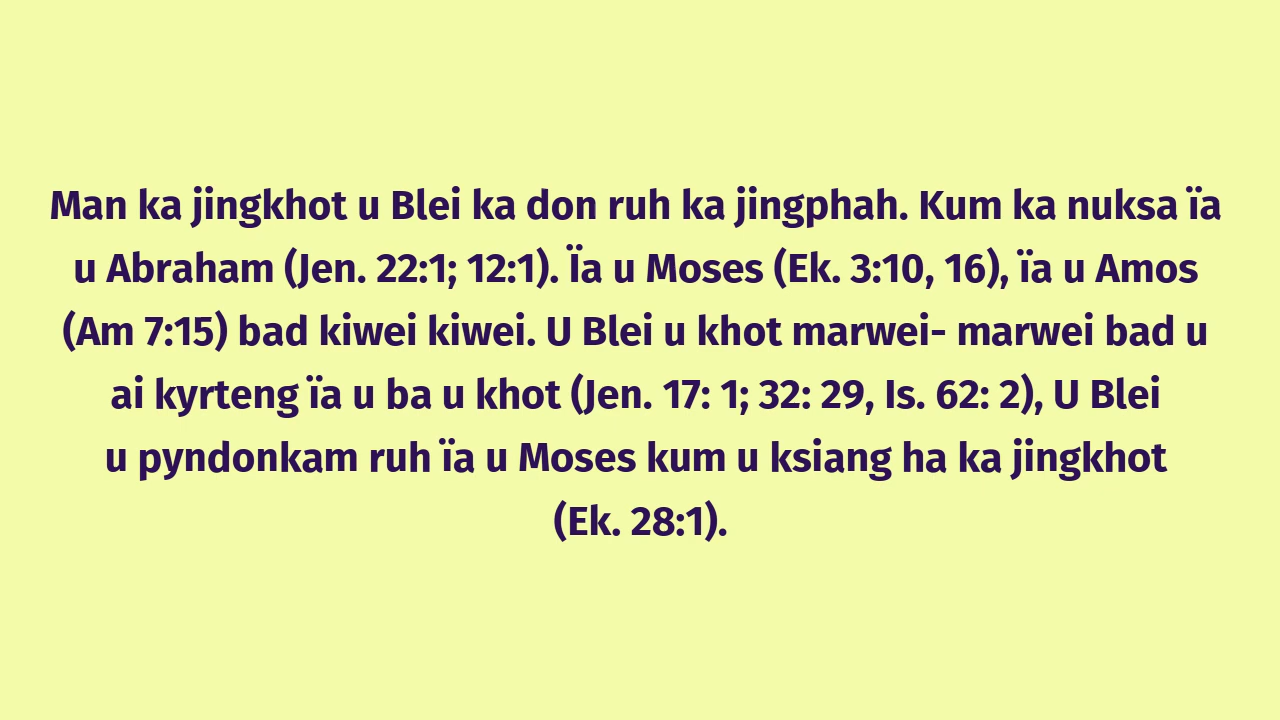 Man ka jingkhot u Blei ka don ruh ka jingphah. Kum ka nuksa ïa
u Abraham (Jen. 22:1; 12:1). Ïa u Moses (Ek. 3:10, 16), ïa u Amos
(Am 7:15) bad kiwei kiwei. U Blei u khot marwei- marwei bad u
ai kyrteng ïa u ba u khot (Jen. 17: 1; 32: 29, Is. 62: 2), U Blei
u pyndonkam ruh ïa u Moses kum u ksiang ha ka jingkhot
(Ek. 28:1).